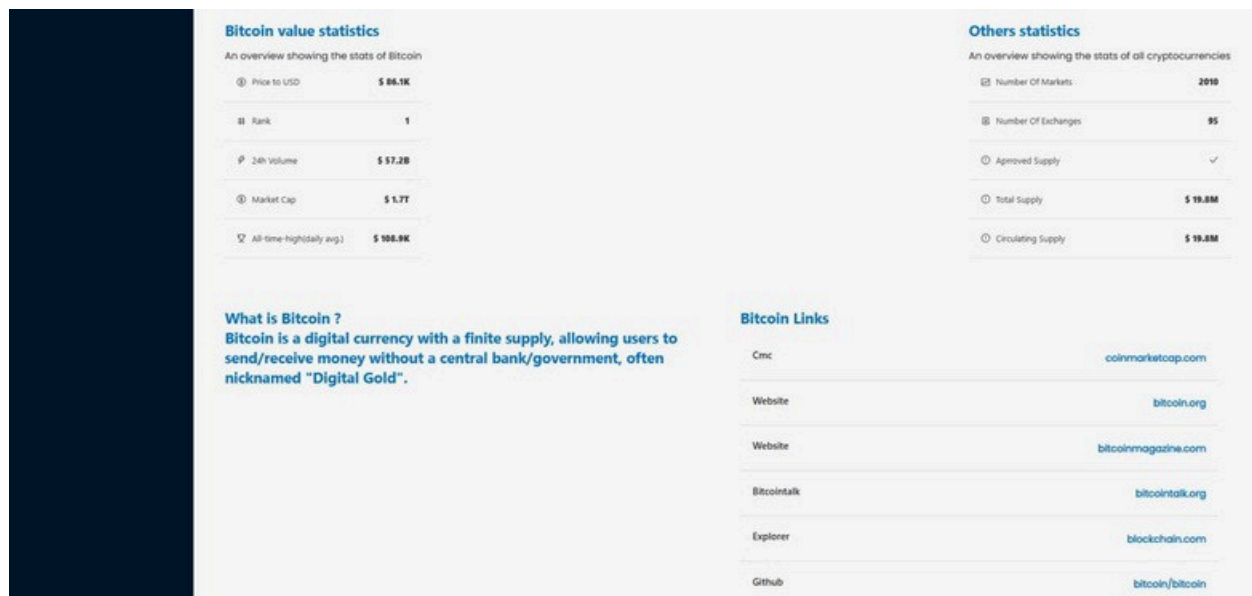 Bitcoin value statistics
An overview showing the stats of Bitcoin
Price to USD $ 86.1K
Rank 1
24h Volume $ 57.2B
Market Cap $ 1.7T
All-time-high(daily avg.) $ 108.9K
Others statistics
An overview showing the stats of all cryptocurrencies
Number Of Markets 2010
Number Of Exchanges 95
Aprroved Supply
Total Supply $ 19.8M
Circulating Supply $ 19.8M
What is Bitcoin ?
Bitcoin is a digital currency with a finite supply, allowing users to
send/receive money without a central bank/government, often
nicknamed "Digital Gold".
Bitcoin Links
Cmc coinmarketcap.com
Website bitcoin.org
Website bitcoinmagazine.com
Bitcointalk bitcointalk.org
Explorer blockchain.com
Github bitcoin/bitcoin